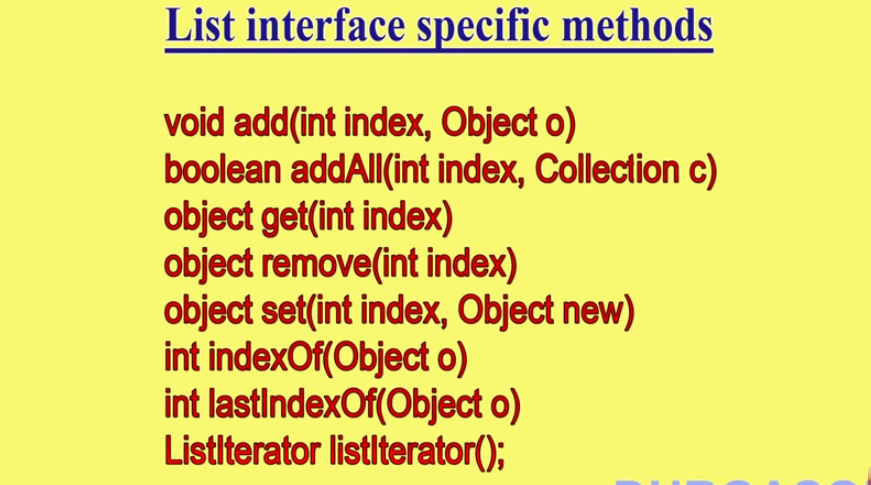 List interface specific methods
void add(int index, Object o)
boolean addAll(int index, Collection c)
object get(int index)
object remove(int index)
object set(int index, Object new)
int indexOf(Object o)
int lastIndexOf(Object o)
ListIterator listIterator();